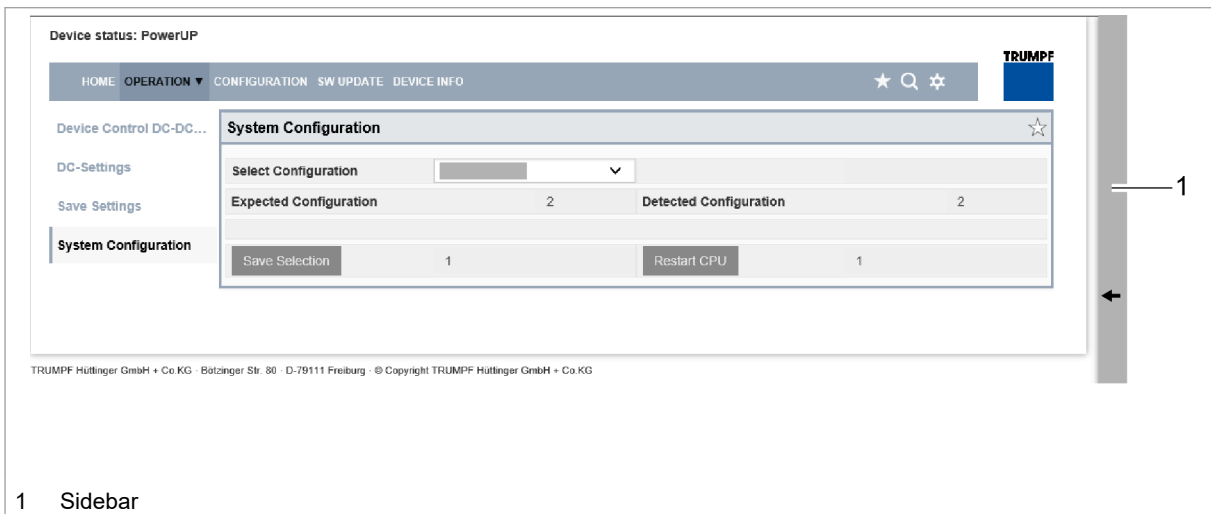 Device status: PowerUP
TRUMPF
HOME OPERATION ▼ CONFIGURATION SW UPDATE DEVICE INFO
Device Control DC-DC...
System Configuration
DC-Settings
Select Configuration
Save Settings
Expected Configuration 2 Detected Configuration 2
System Configuration
Save Selection 1 Restart CPU 1
1
TRUMPF Hüttinger GmbH + Co.KG · Bötzinger Str. 80 · D-79111 Freiburg · © Copyright TRUMPF Hüttinger GmbH + Co.KG
1 Sidebar